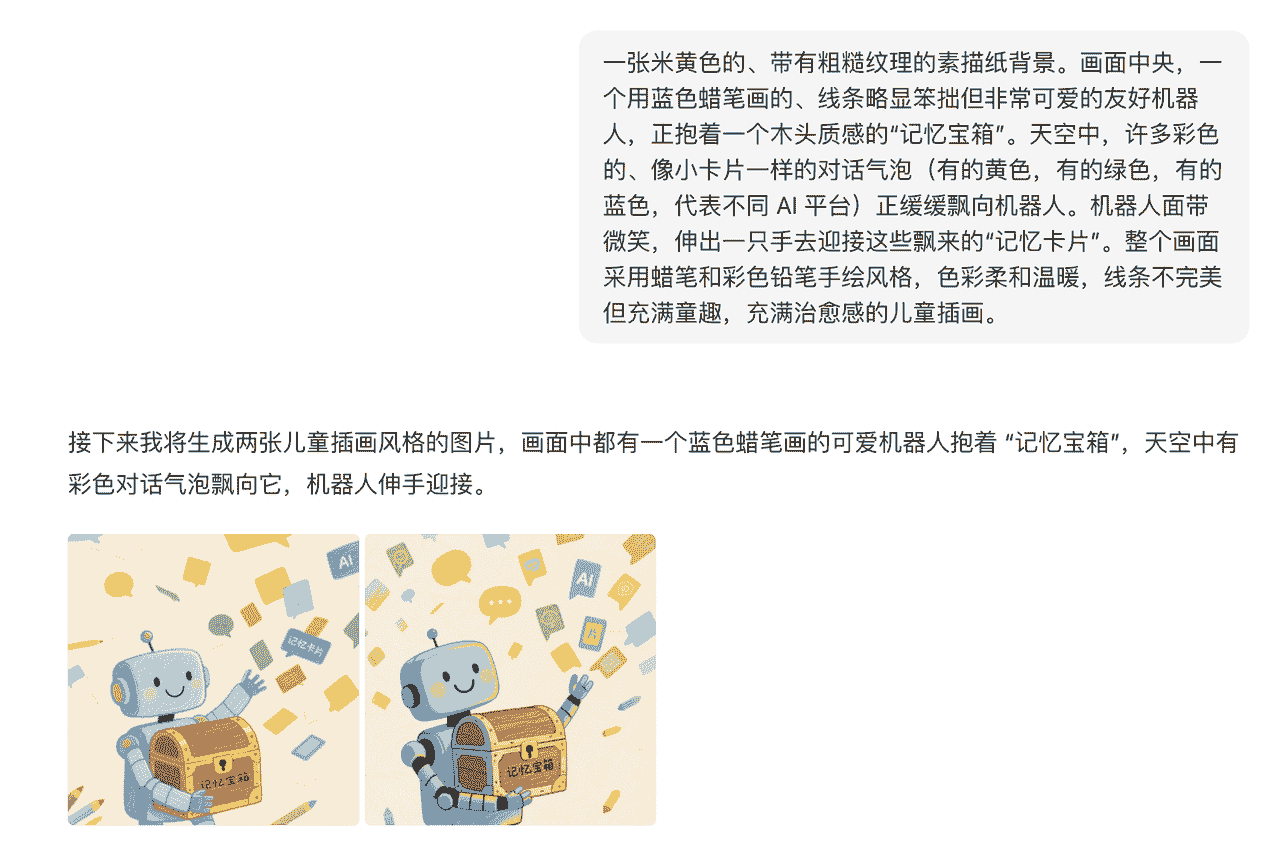 一张米黄色的、带有粗糙纹理的素描纸背景。画面中央，一
个用蓝色蜡笔画的、线条略显笨拙但非常可爱的友好机器
人，正抱着一个木头质感的“记忆宝箱”。天空中，许多彩色
的、像小卡片一样的对话气泡（有的黄色，有的绿色，有的
蓝色，代表不同 AI 平台）正缓缓飘向机器人。机器人面带
微笑，伸出一只手去迎接这些飘来的“记忆卡片”。整个画面
采用蜡笔和彩色铅笔手绘风格，色彩柔和温暖，线条不完美
但充满童趣，充满治愈感的儿童插画。
接下来我将生成两张儿童插画风格的图片，画面中都有一个蓝色蜡笔画的可爱机器人抱着 “记忆宝箱”，天空中有
彩色对话气泡飘向它，机器人伸手迎接。
AI
记忆卡片
记忆宝箱
AI
记忆宝箱